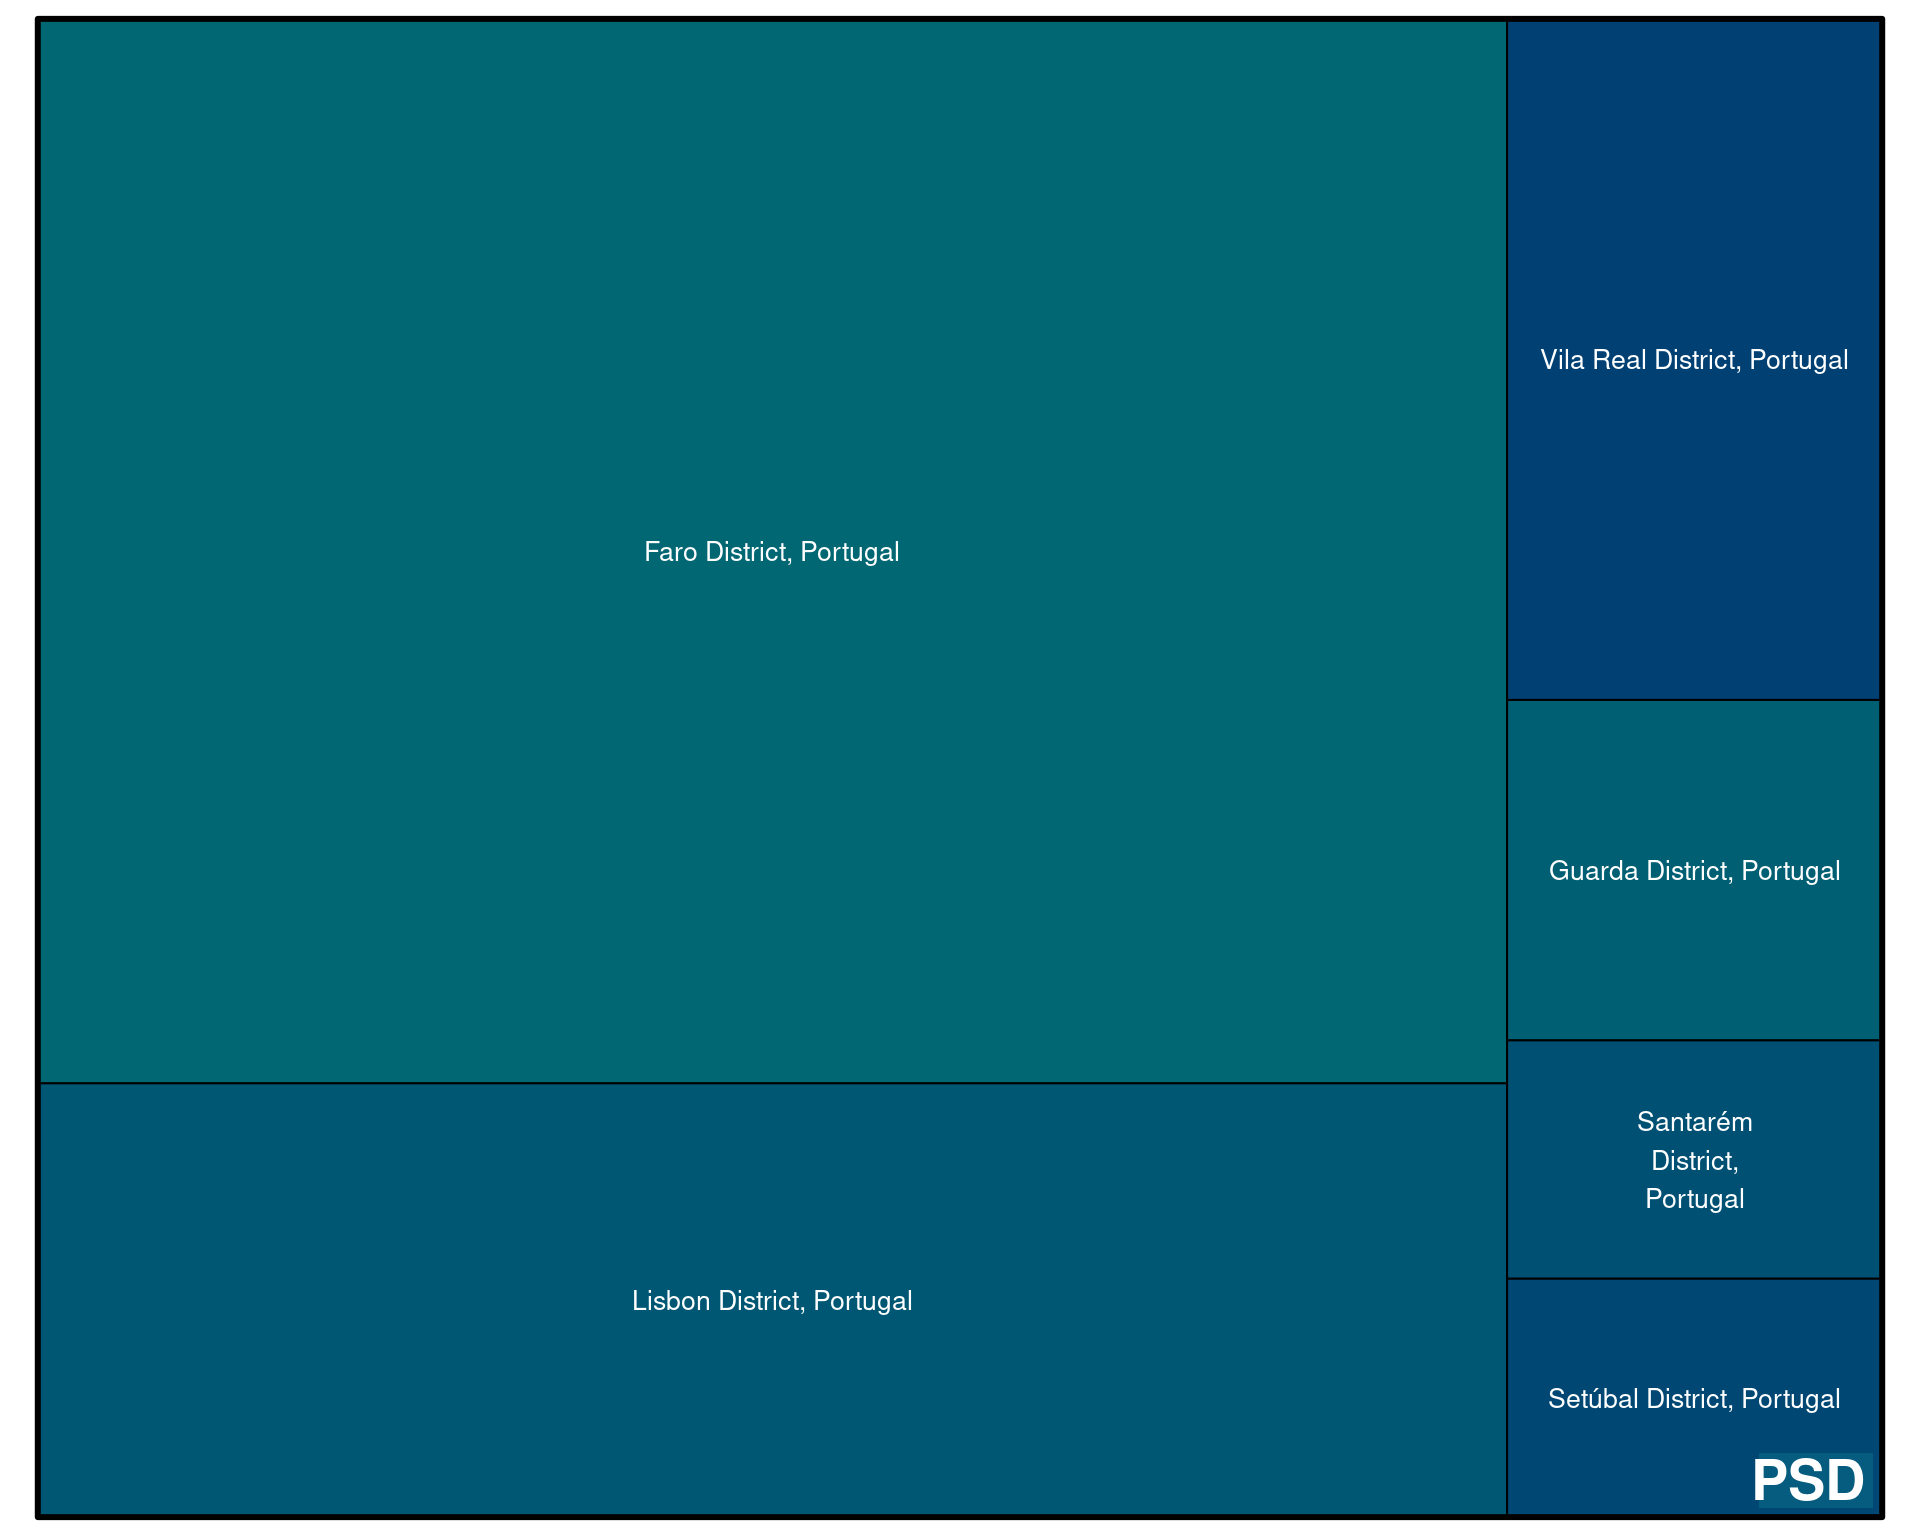 Faro District, Portugal
Lisbon District, Portugal
Vila Real District, Portugal
Guarda District, Portugal
Santarém
District,
Portugal
Setúbal District, Portugal
PSD